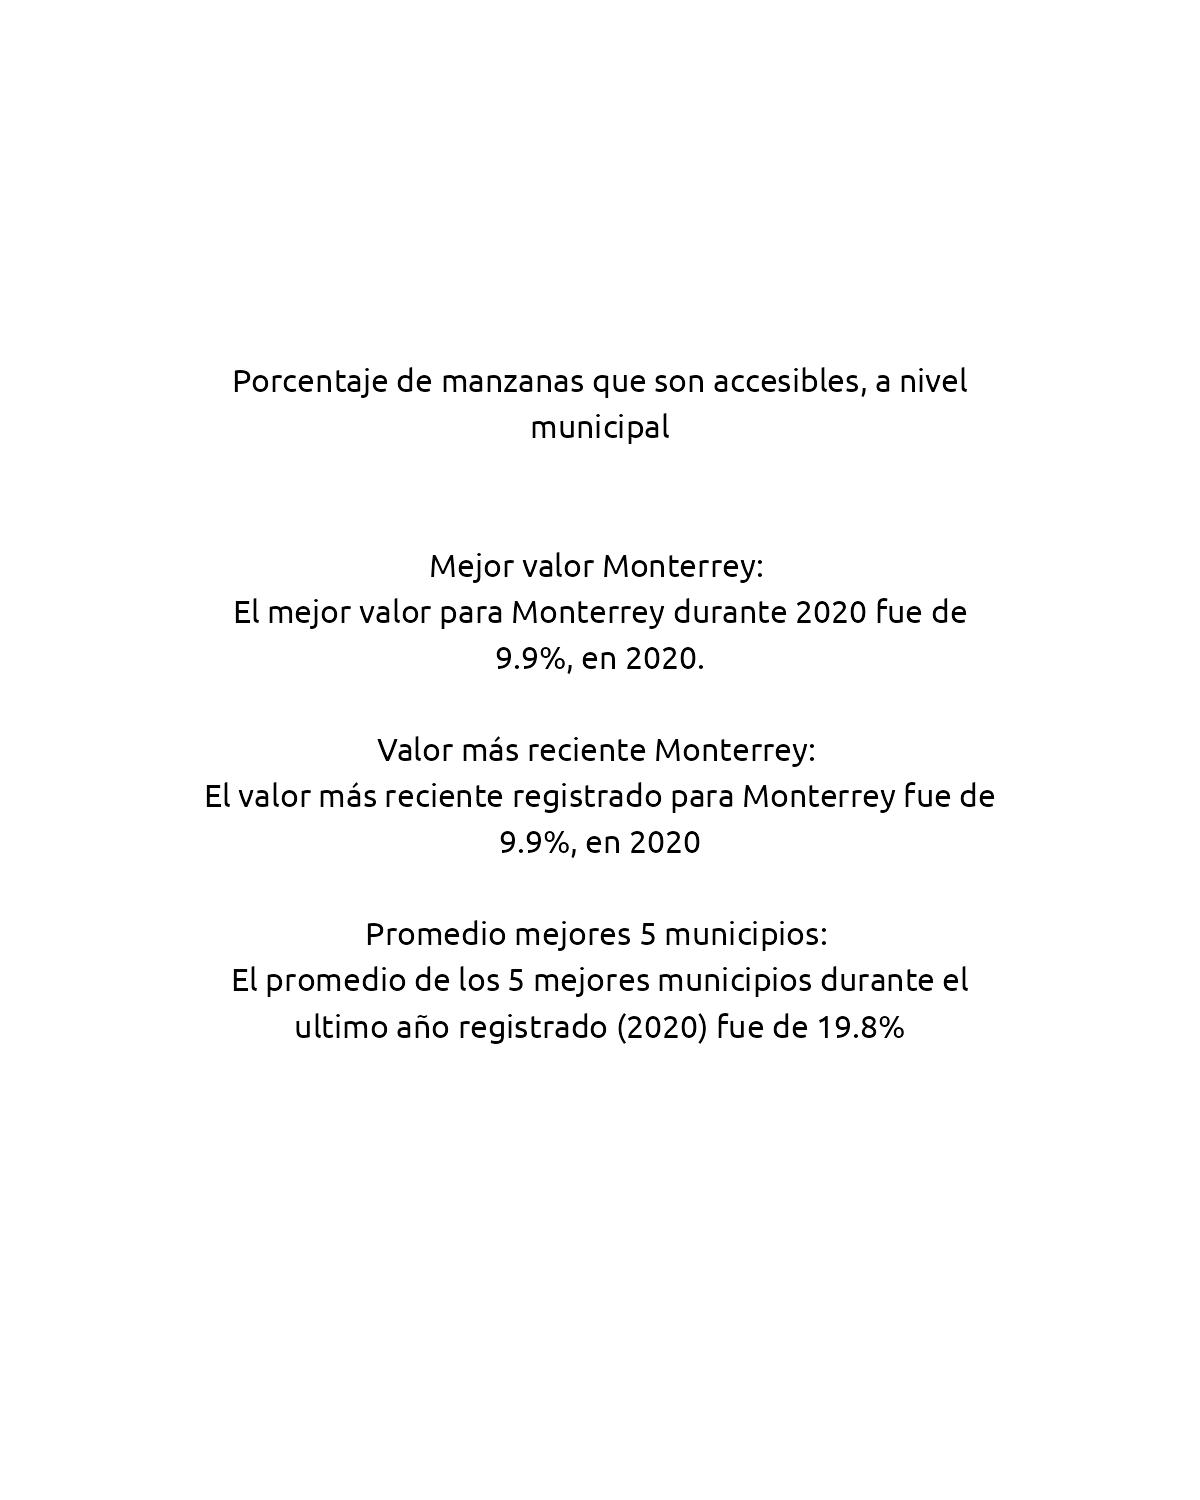 Porcentaje de manzanas que son accesibles, a nivel
municipal
Mejor valor Monterrey:
El mejor valor para Monterrey durante 2020 fue de
9.9%, en 2020.
Valor más reciente Monterrey:
El valor más reciente registrado para Monterrey fue de
9.9%, en 2020
Promedio mejores 5 municipios:
El promedio de los 5 mejores municipios durante el
ultimo año registrado (2020) fue de 19.8%